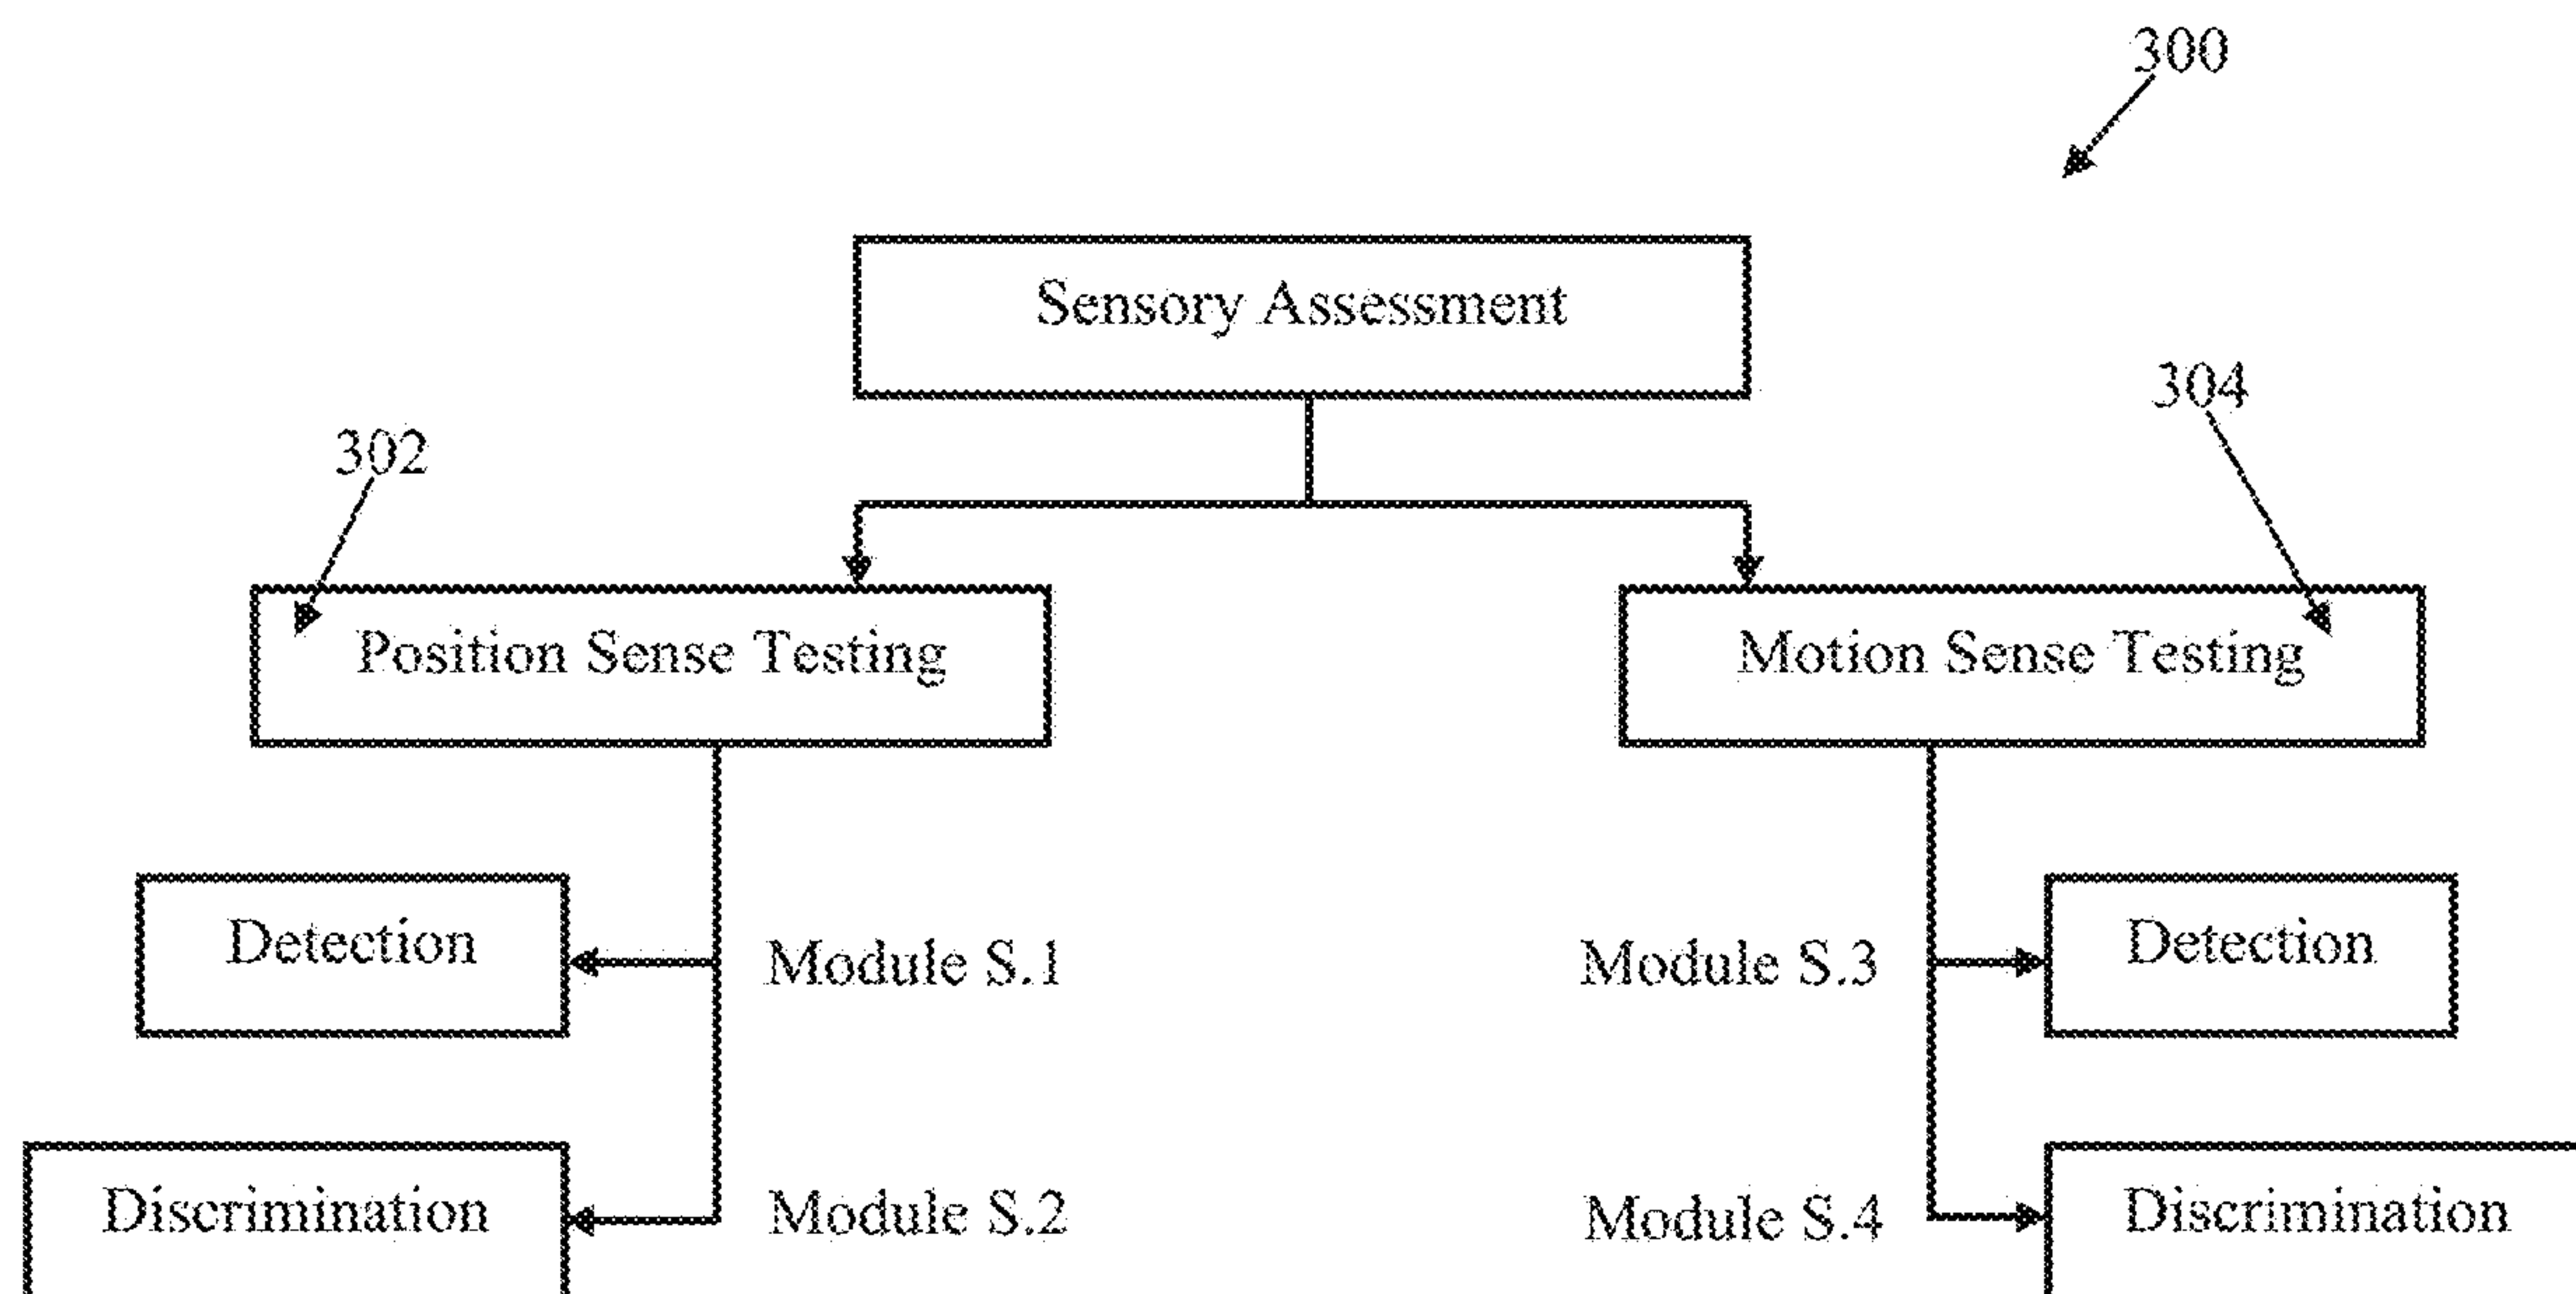 300
Sensory Assessment
304
302
Position Sense Testing
Motion Sense Testing
Detection
Module S.1
Module S.3
Detection
Discrimination
Module S.2
Module S.4
Discrimination